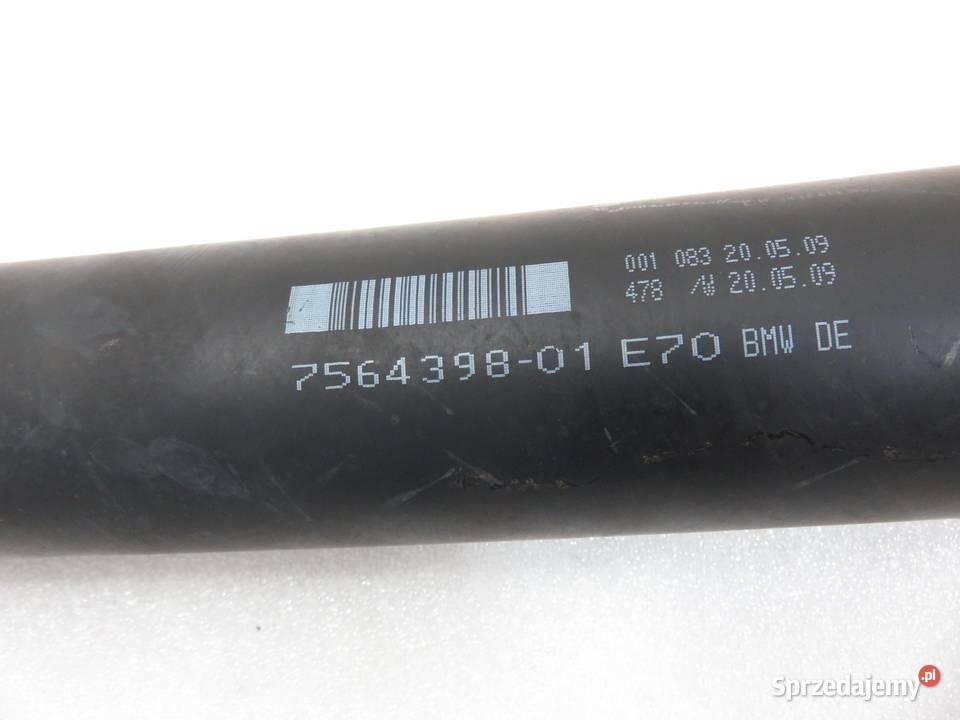 001 083 20.05.09
478 /W 20.05.09
7564398-01 E70 BMW DE
Sprzedajemy.pl